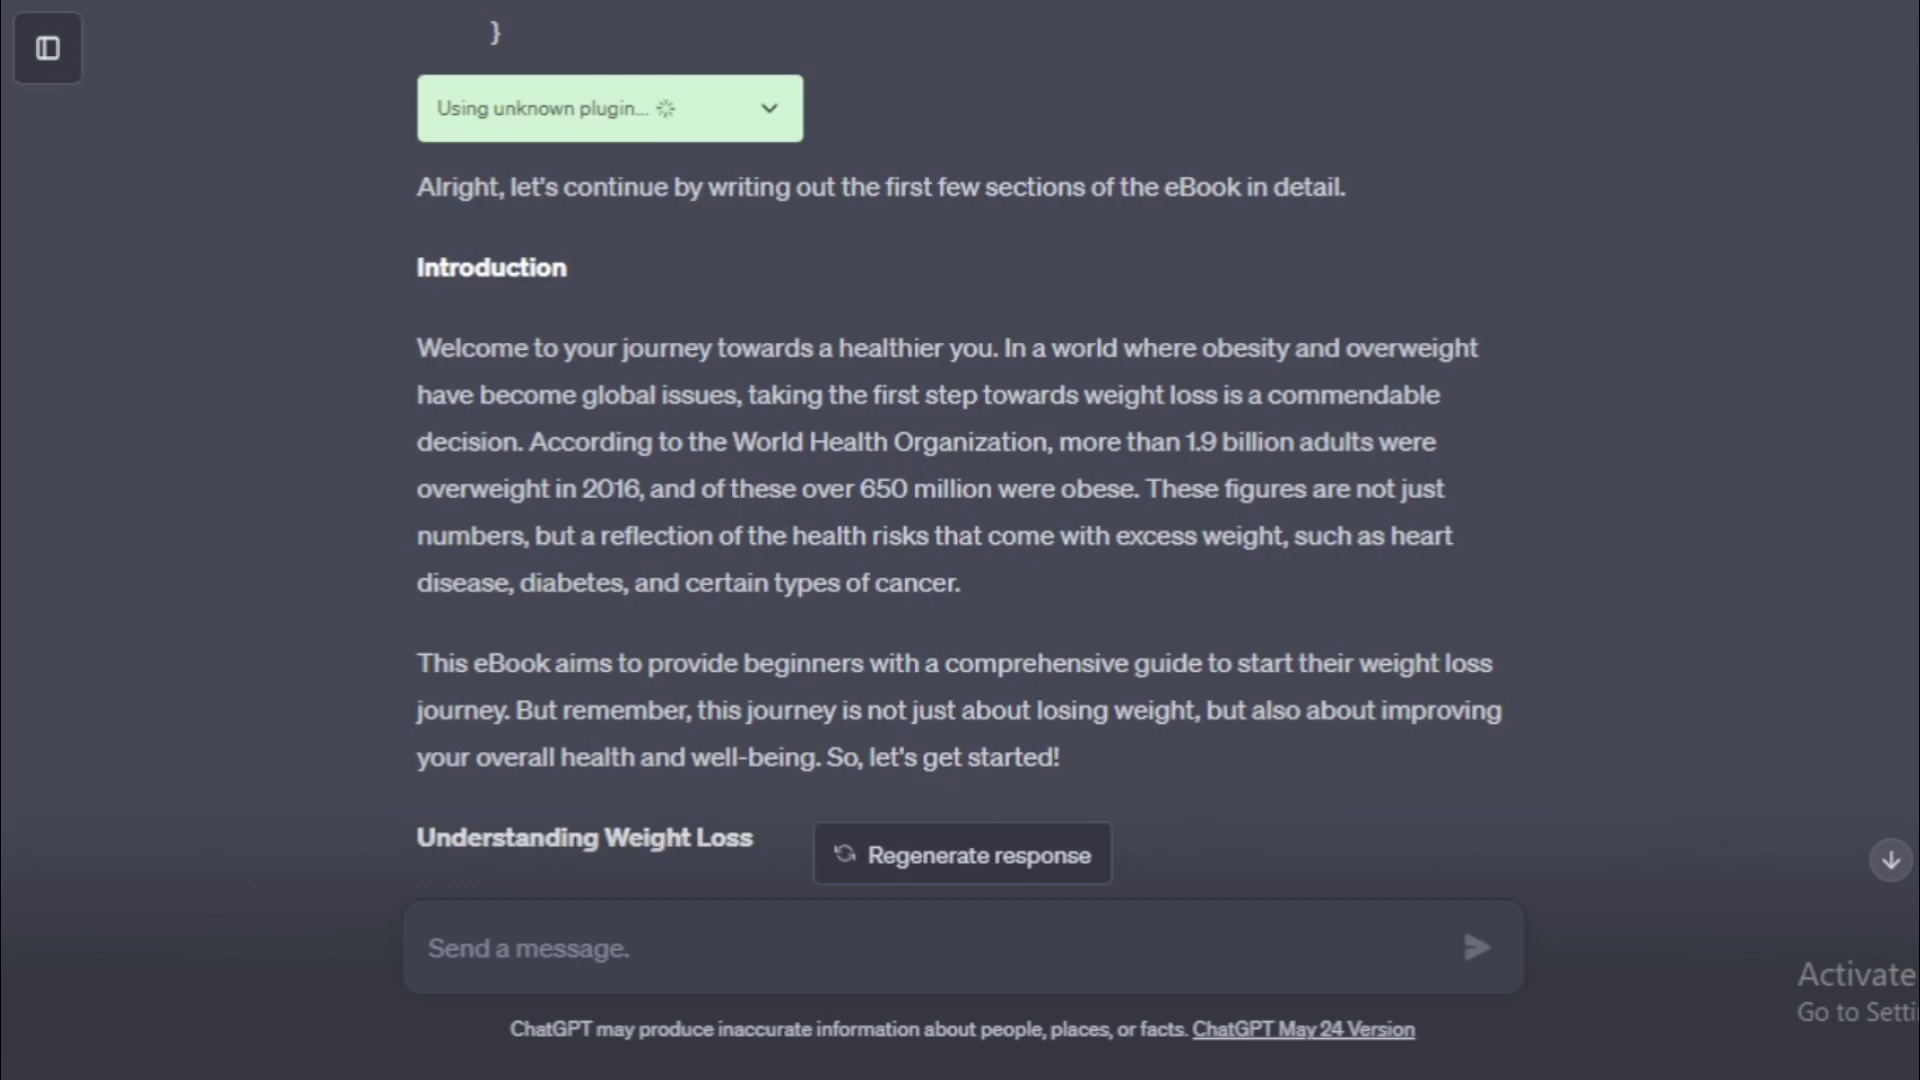 }
Using unknown plugin...
Alright, let's continue by writing out the first few sections of the eBook in detail.
Introduction
Welcome to your journey towards a healthier you. In a world where obesity and overweight
have become global issues, taking the first step towards weight loss is a commendable
decision. According to the World Health Organization, more than 1.9 billion adults were
overweight in 2016, and of these over 650 million were obese. These figures are not just
numbers, but a reflection of the health risks that come with excess weight, such as heart
disease, diabetes, and certain types of cancer.
This eBook aims to provide beginners with a comprehensive guide to start their weight loss
journey. But remember, this journey is not just about losing weight, but also about improving
your overall health and well-being. So, let's get started!
Understanding Weight Loss
Regenerate response
Send a message.
Activate
Go to Setti
ChatGPT may produce inaccurate information about people, places, or facts. ChatGPT May 24 Version